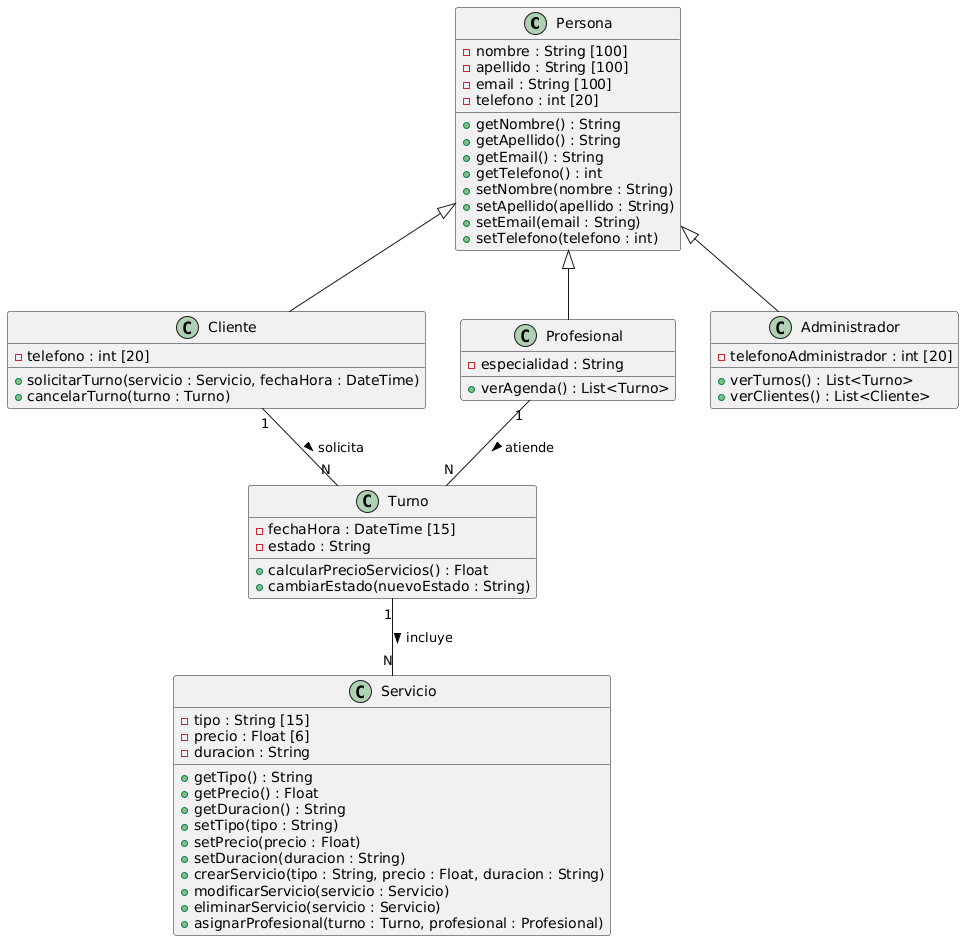 C Persona
nombre : String [100]
apellido : String [100]
email : String [100]
telefono : int [20]
getNombre() : String
getApellido() : String
getEmail() : String
getTelefono() : int
setNombre(nombre : String)
setApellido(apellido : String)
setEmail(email : String)
setTelefono(telefono : int)
C Cliente
telefono : int [20]
solicitarTurno(servicio : Servicio, fechaHora : DateTime)
cancelarTurno(turno : Turno)
C Profesional
especialidad : String
verAgenda() : List<Turno>
C Administrador
telefonoAdministrador : int [20]
verTurnos() : List<Turno>
verClientes() : List<Cliente>
1
solicita
N
1
atiende
N
C Turno
fechaHora : DateTime [15]
estado : String
calcularPrecioServicios() : Float
cambiarEstado(nuevoEstado : String)
1
incluye
N
C Servicio
tipo : String [15]
precio : Float [6]
duracion : String
getTipo() : String
getPrecio() : Float
getDuracion() : String
setTipo(tipo : String)
setPrecio(precio : Float)
setDuracion(duracion : String)
crearServicio(tipo : String, precio : Float, duracion : String)
modificarServicio(servicio : Servicio)
eliminarServicio(servicio : Servicio)
asignarProfesional(turno : Turno, profesional : Profesional)